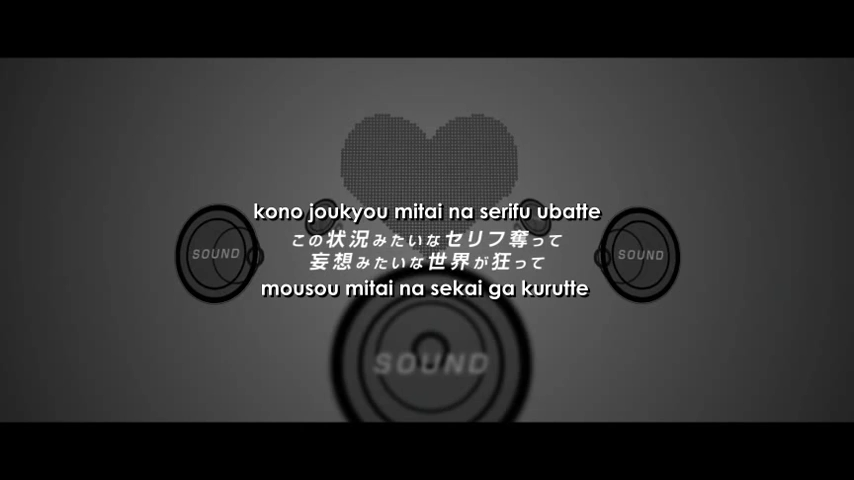 kono joukyou mitai na serifu ubatte
この状況みたいなセリフ奪って
妄想みたいな世界が狂って
mousou mitai na sekai ga kurutte
SOUND
SOUND
SOUND